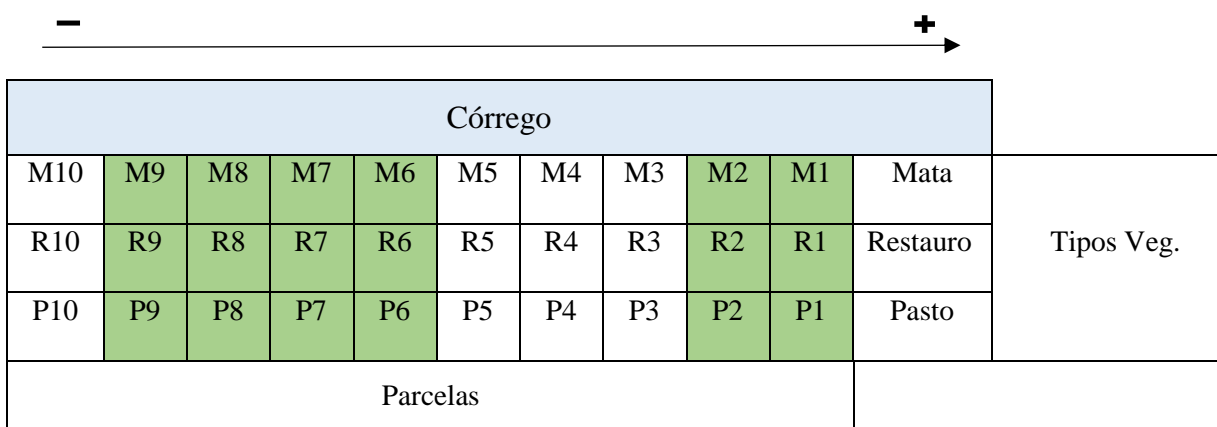 − +
Córrego
M10 M9 M8 M7 M6 M5 M4 M3 M2 M1 Mata
R10 R9 R8 R7 R6 R5 R4 R3 R2 R1 Restauro Tipos Veg.
P10 P9 P8 P7 P6 P5 P4 P3 P2 P1 Pasto
Parcelas